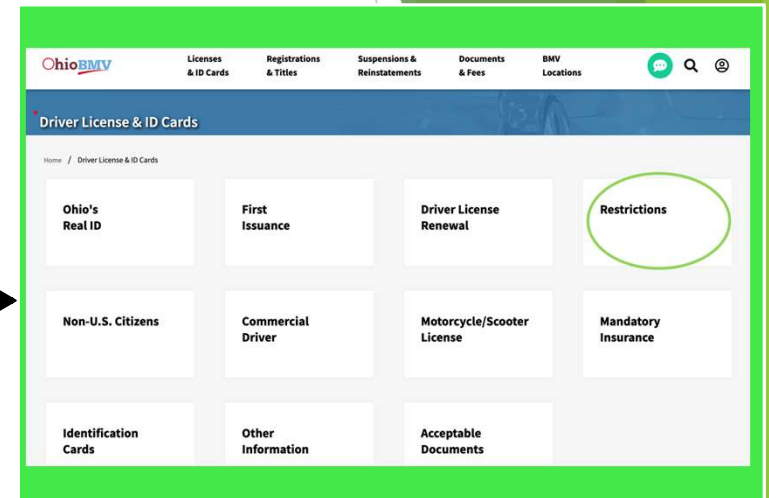 OhioBMV
Licenses
& ID Cards
Registrations
& Titles
Suspensions &
Reinstatements
Documents
& Fees
BMV
Locations
Driver License & ID Cards
Home / Driver License & ID Cards
Ohio's
Real ID
First
Issuance
Driver License
Renewal
Restrictions
Non-U.S. Citizens
Commercial
Driver
Motorcycle/Scooter
License
Mandatory
Insurance
Identification
Cards
Other
Information
Acceptable
Documents